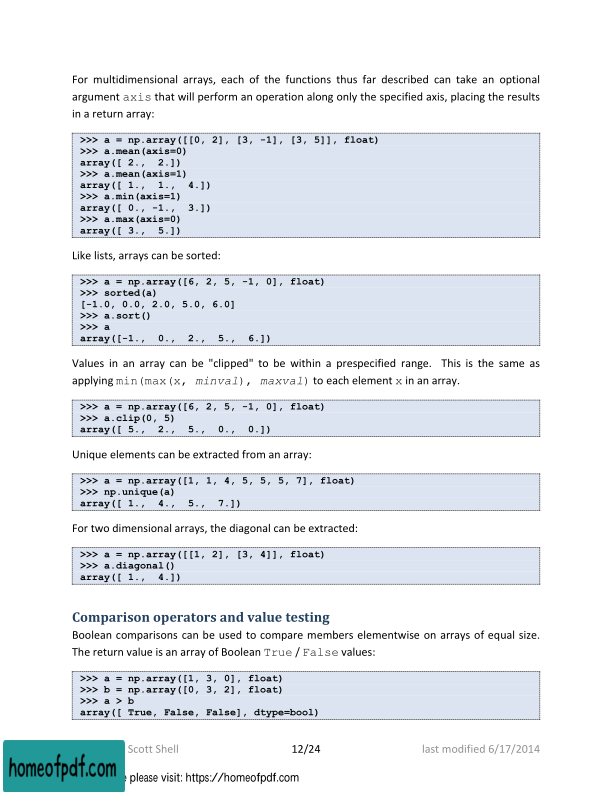 For multidimensional arrays, each of the functions thus far described can take an optional
argument axis that will perform an operation along only the specified axis, placing the results
in a return array:
>>> a = np.array([[0, 2], [3, -1], [3, 5]], float)
>>> a.mean(axis=0)
array([ 2.,  2.])
>>> a.mean(axis=1)
array([ 1.,  1.,  4.])
>>> a.min(axis=1)
array([ 0., -1.,  3.])
>>> a.max(axis=0)
array([ 3.,  5.])
Like lists, arrays can be sorted:
>>> a = np.array([6, 2, 5, -1, 0], float)
>>> sorted(a)
[-1.0, 0.0, 2.0, 5.0, 6.0]
>>> a.sort()
>>> a
array([-1.,  0.,  2.,  5.,  6.])
Values in an array can be "clipped" to be within a prespecified range.  This is the same as
applying min(max(x, minval), maxval) to each element x in an array.
>>> a = np.array([6, 2, 5, -1, 0], float)
>>> a.clip(0, 5)
array([ 5.,  2.,  5.,  0.,  0.])
Unique elements can be extracted from an array:
>>> a = np.array([1, 1, 4, 5, 5, 5, 7], float)
>>> np.unique(a)
array([ 1.,  4.,  5.,  7.])
For two dimensional arrays, the diagonal can be extracted:
>>> a = np.array([[1, 2], [3, 4]], float)
>>> a.diagonal()
array([ 1.,  4.])
Comparison operators and value testing
Boolean comparisons can be used to compare members elementwise on arrays of equal size.
The return value is an array of Boolean True / False values:
>>> a = np.array([1, 3, 0], float)
>>> b = np.array([0, 3, 2], float)
>>> a > b
array([ True, False, False], dtype=bool)
Scott Shell 12/24 last modified 6/17/2014
homeofpdf.com
please visit: https://homeofpdf.com